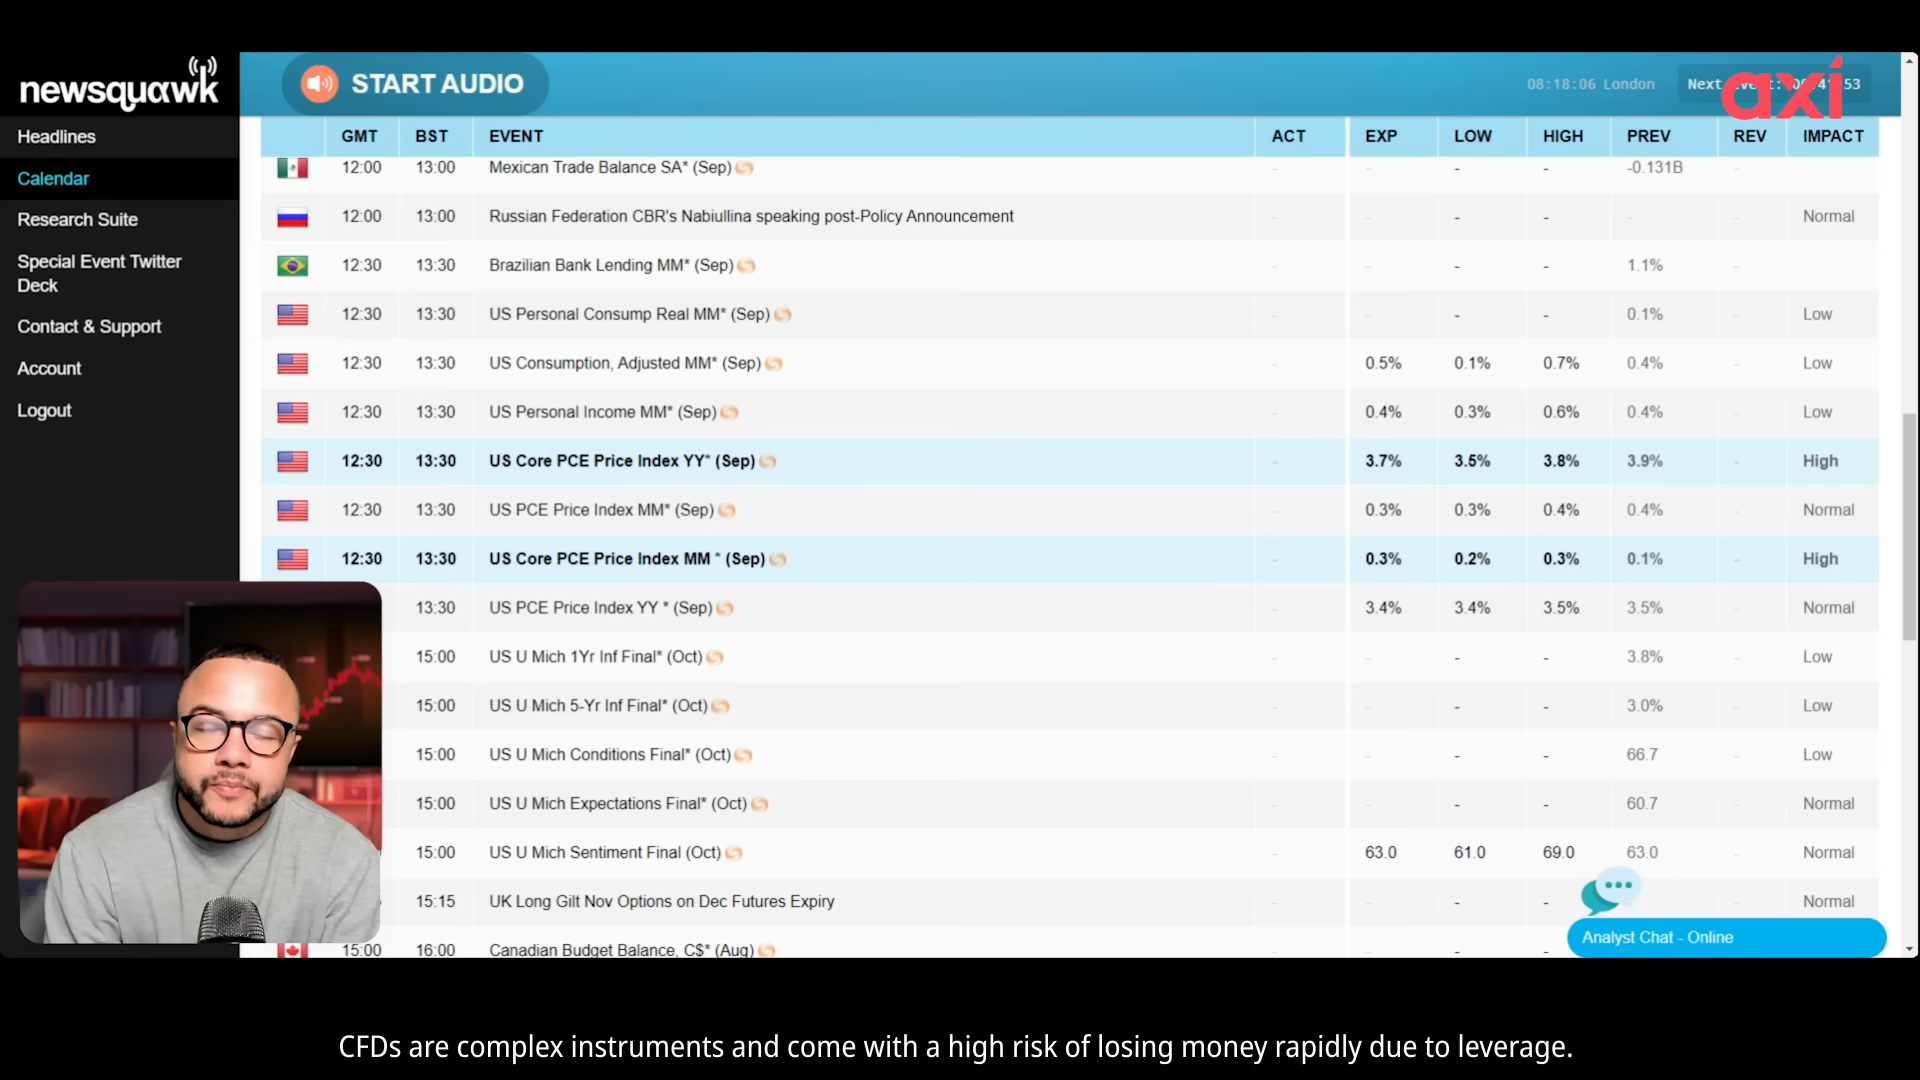 newsquawk
START AUDIO
08:18:06 London
axi
Headlines
Calendar
Research Suite
Special Event Twitter
Deck
Contact & Support
Account
Logout
GMT BST EVENT ACT EXP LOW HIGH PREV REV IMPACT
12:00 13:00 Mexican Trade Balance SA* (Sep) - - - - -0.131B -
12:00 13:00 Russian Federation CBR's Nabiullina speaking post-Policy Announcement - - - - - - Normal
12:30 13:30 Brazilian Bank Lending MM* (Sep) - - - - 1.1% -
12:30 13:30 US Personal Consump Real MM* (Sep) - - - - 0.1% - Low
12:30 13:30 US Consumption, Adjusted MM* (Sep) - 0.5% 0.1% 0.7% 0.4% - Low
12:30 13:30 US Personal Income MM* (Sep) - 0.4% 0.3% 0.6% 0.4% - Low
12:30 13:30 US Core PCE Price Index YY* (Sep) - 3.7% 3.5% 3.8% 3.9% - High
12:30 13:30 US PCE Price Index MM* (Sep) - 0.3% 0.3% 0.4% 0.4% - Normal
12:30 13:30 US Core PCE Price Index MM * (Sep) - 0.3% 0.2% 0.3% 0.1% - High
13:30 US PCE Price Index YY * (Sep) - 3.4% 3.4% 3.5% 3.5% - Normal
15:00 US U Mich 1Yr Inf Final* (Oct) - - - - 3.8% - Low
15:00 US U Mich 5-Yr Inf Final* (Oct) - - - - 3.0% - Low
15:00 US U Mich Conditions Final* (Oct) - - - - 66.7 - Low
15:00 US U Mich Expectations Final* (Oct) - - - - 60.7 - Normal
15:00 US U Mich Sentiment Final (Oct) - 63.0 61.0 69.0 63.0 - Normal
15:15 UK Long Gilt Nov Options on Dec Futures Expiry - - - - Normal
15:00 16:00 Canadian Budget Balance, C$* (Aug) - - - -
Analyst Chat - Online
CFDs are complex instruments and come with a high risk of losing money rapidly due to leverage.